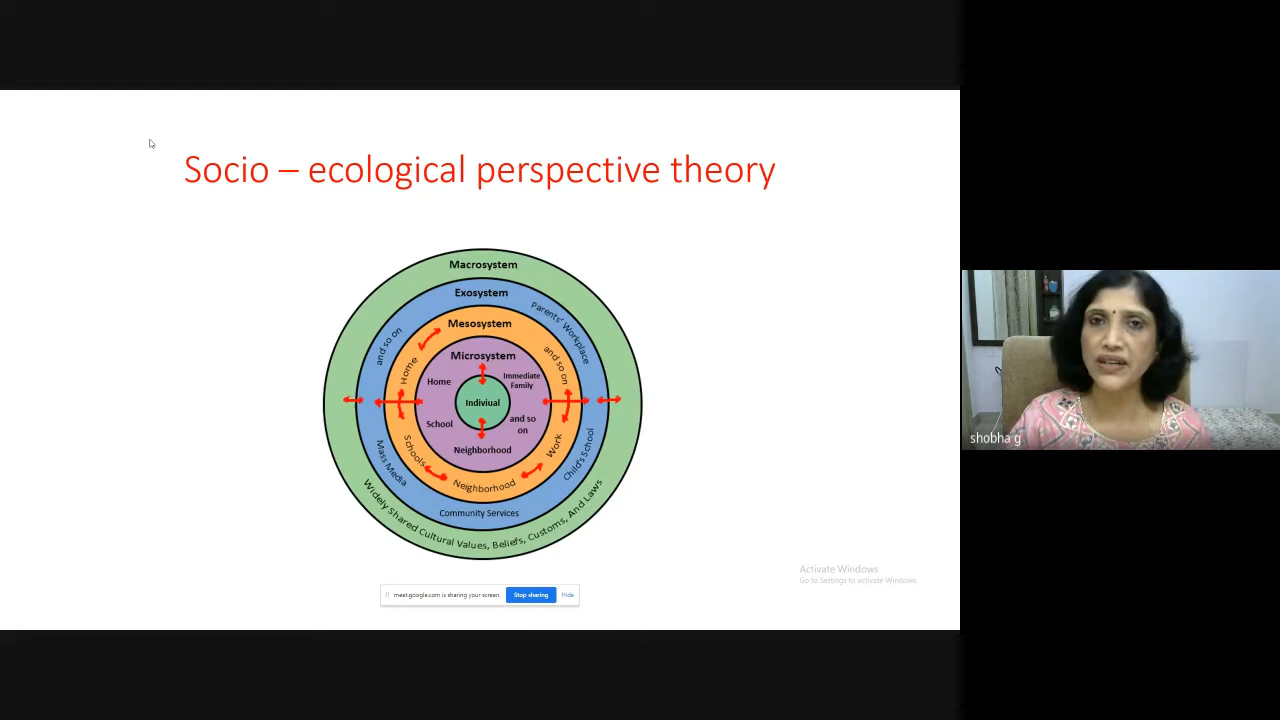 Socio – ecological perspective theory
Macrosystem
Exosystem
Parents' Workplace
and so on
Mesosystem
Home
and so on
Microsystem
Home
Immediate
Family
Indiviual
School
and so
on
Neighborhood
Schools
Work
Neighborhood
Mass Media
Child's School
Community Services
Widely Shared Cultural Values, Beliefs, Customs, And Laws
shobha g
Activate Windows
Go to Settings to activate Windows.
meet.google.com is sharing your screen.
Stop sharing
Hide